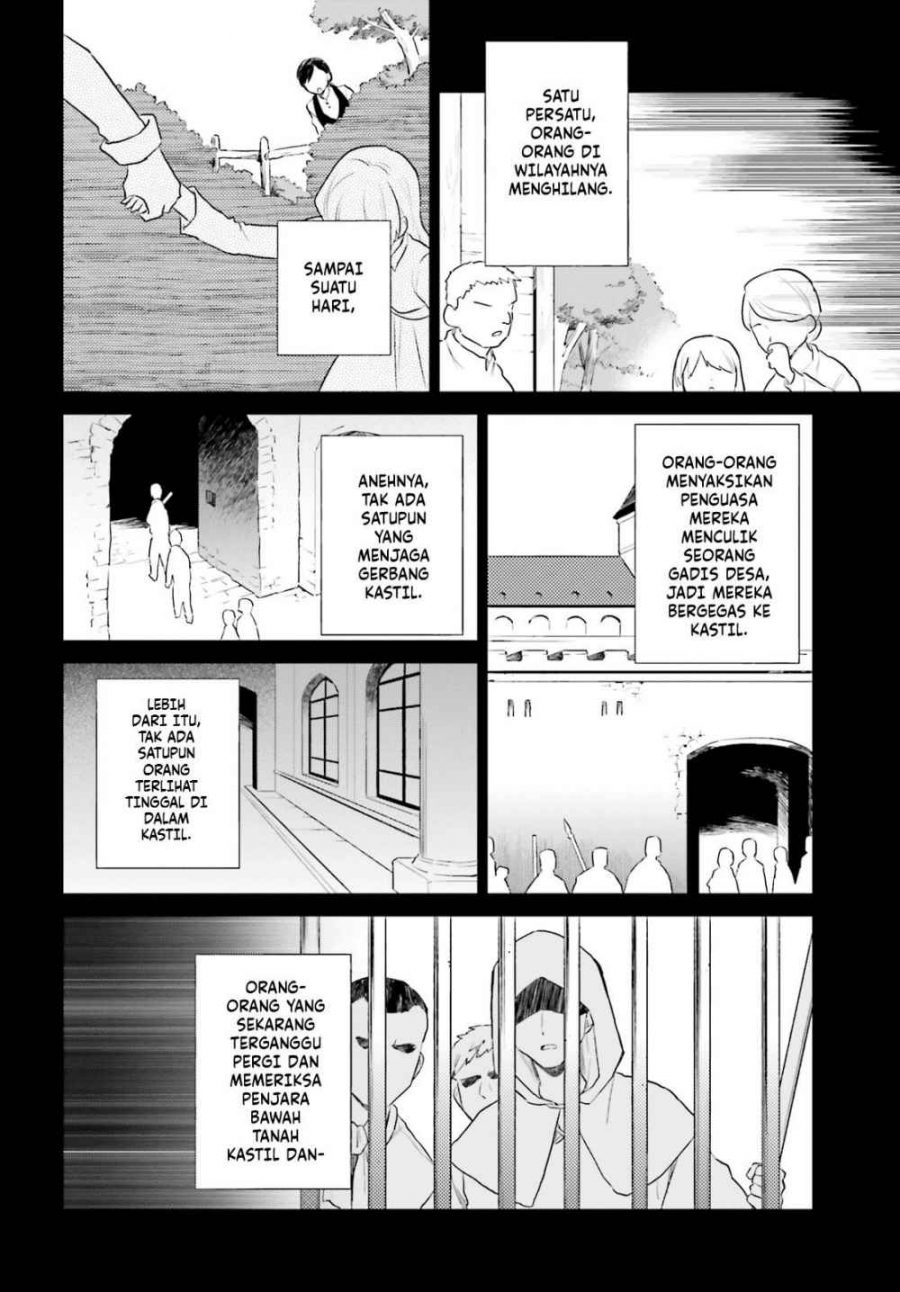 SATU
PERSATU,
ORANG-
ORANG DI
WILAYAHNYA
MENGHILANG.
SAMPAI
SUATU
HARI,
ORANG-ORANG
MENYAKSIKAN
PENGUASA
MEREKA
MENCULIK
SEORANG
GADIS DESA,
JADI MEREKA
BERGEGAS KE
KASTIL.
ANEHNYA,
TAK ADA
SATUPUN
YANG
MENJAGA
GERBANG
KASTIL.
LEBIH
DARI ITU,
TAK ADA
SATUPUN
ORANG
TERLIHAT
TINGGAL DI
DALAM
KASTIL.
ORANG-
ORANG YANG
SEKARANG
TERGANGGU
PERGI DAN
MEMERIKSA
PENJARA
BAWAH
TANAH
KASTIL DAN-